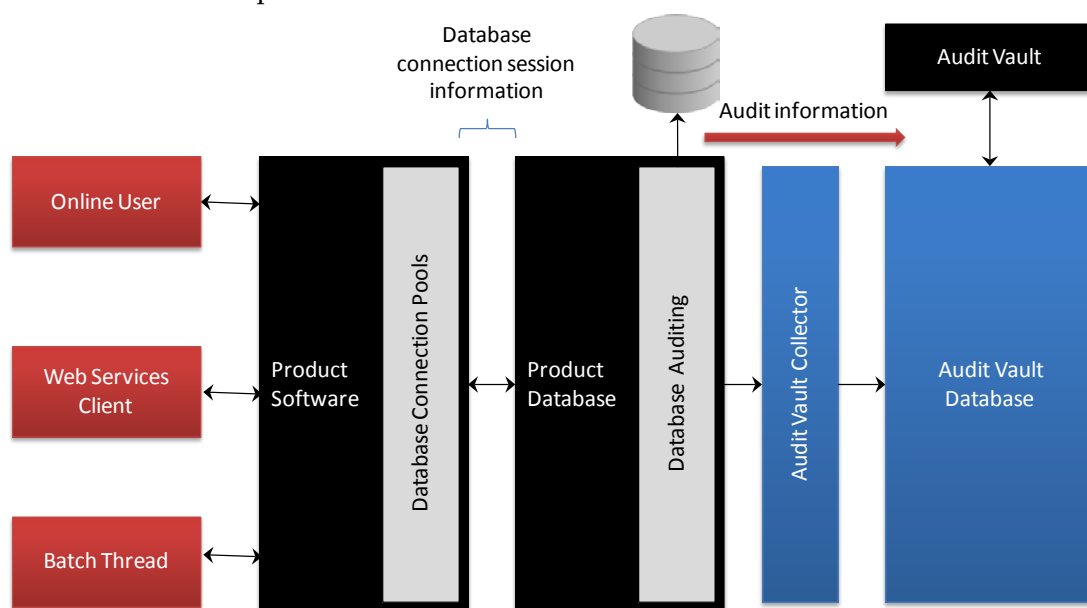 Database
connection session
information
Audit Vault
Audit information
Online User
Web Services
Client
Batch Thread
Product
Software
Database Connection Pools
Product
Database
Database Auditing
Audit Vault Collector
Audit Vault
Database